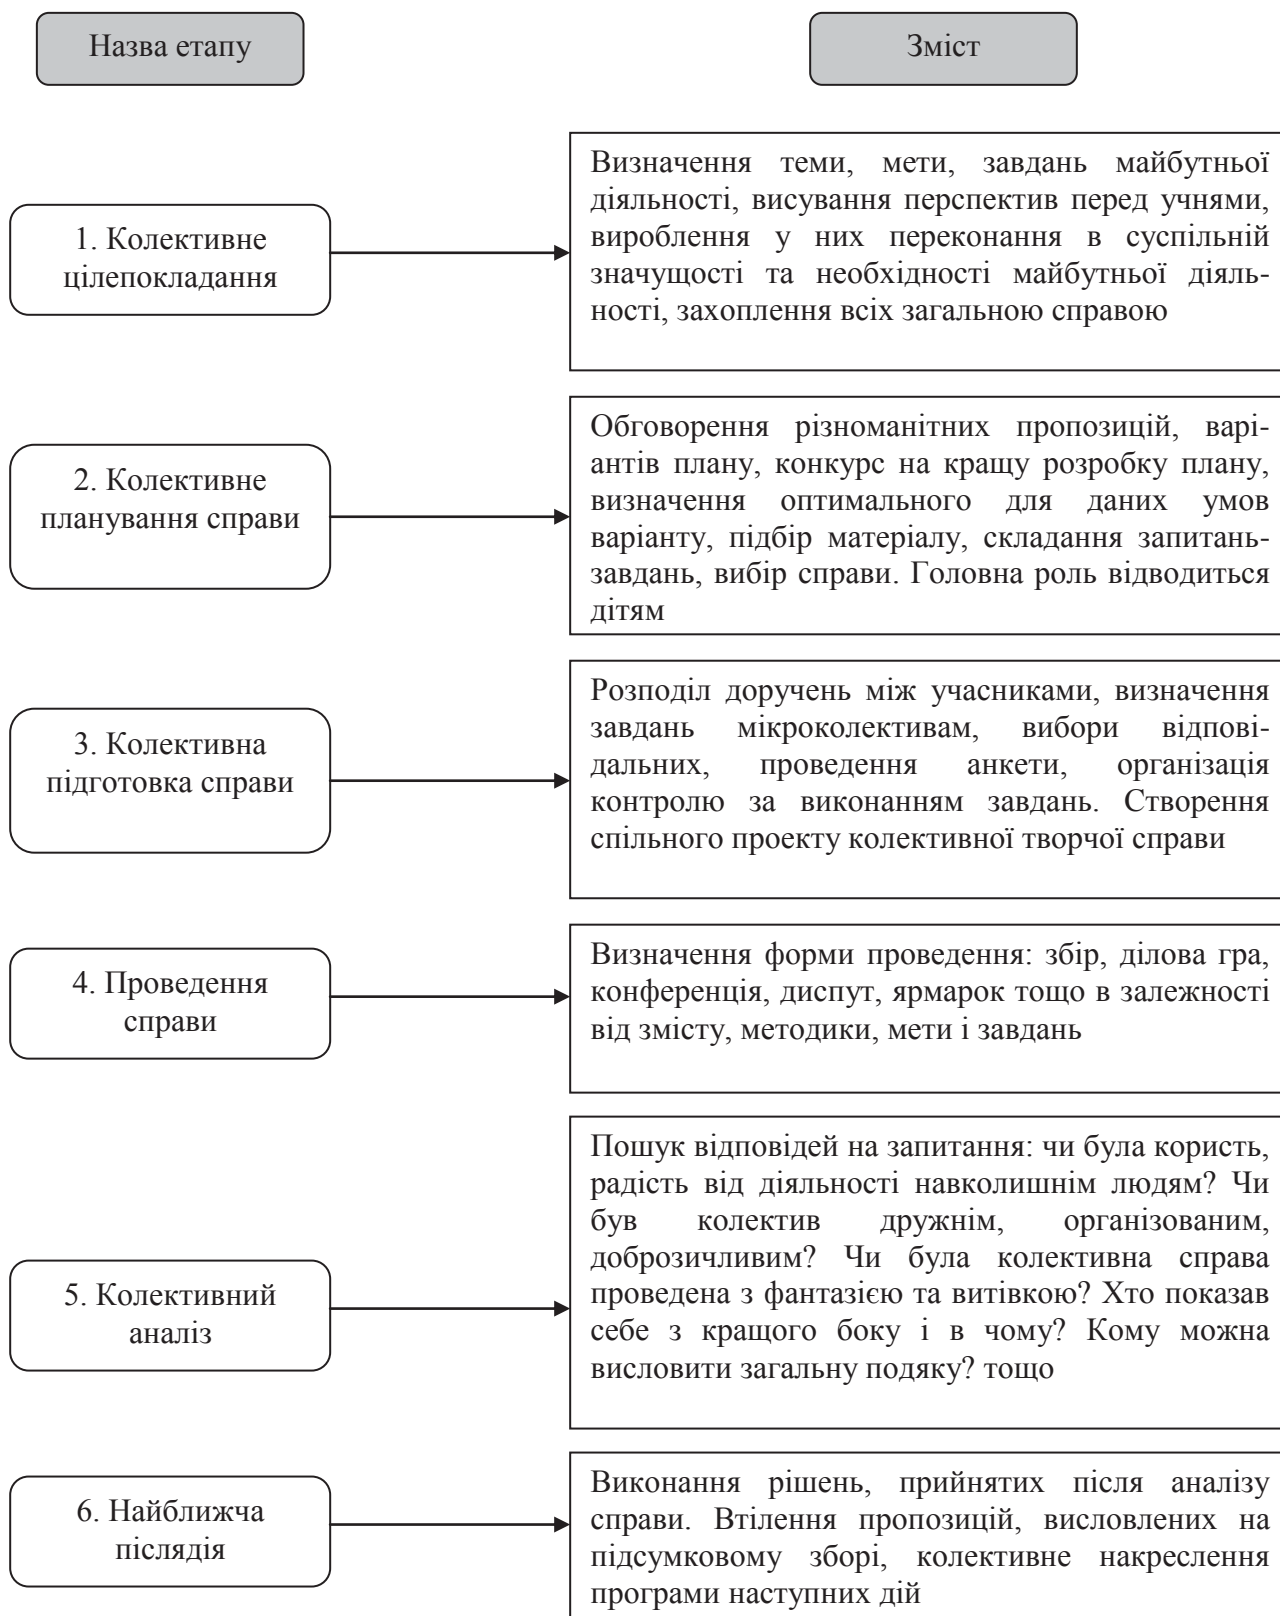 Назва етапу
Зміст
1. Колективне
цілепокладання
Визначення теми, мети, завдань майбутньої
діяльності, висування перспектив перед учнями,
вироблення у них переконання в суспільній
значущості та необхідності майбутньої діяль-
ності, захоплення всіх загальною справою
2. Колективне
планування справи
Обговорення різноманітних пропозицій, варі-
антів плану, конкурс на кращу розробку плану,
визначення оптимального для даних умов
варіанту, підбір матеріалу, складання запитань-
завдань, вибір справи. Головна роль відводиться
дітям
3. Колективна
підготовка справи
Розподіл доручень між учасниками, визначення
завдань мікроколективам, вибори відпові-
дальних, проведення анкети, організація
контролю за виконанням завдань. Створення
спільного проекту колективної творчої справи
4. Проведення
справи
Визначення форми проведення: збір, ділова гра,
конференція, диспут, ярмарок тощо в залежності
від змісту, методики, мети і завдань
5. Колективний
аналіз
Пошук відповідей на запитання: чи була користь,
радість від діяльності навколишнім людям? Чи
був колектив дружнім, організованим,
доброзичливим? Чи була колективна справа
проведена з фантазією та витівкою? Хто показав
себе з кращого боку і в чому? Кому можна
висловити загальну подяку? тощо
6. Найближча
післядія
Виконання рішень, прийнятих після аналізу
справи. Втілення пропозицій, висловлених на
підсумковому зборі, колективне накреслення
програми наступних дій